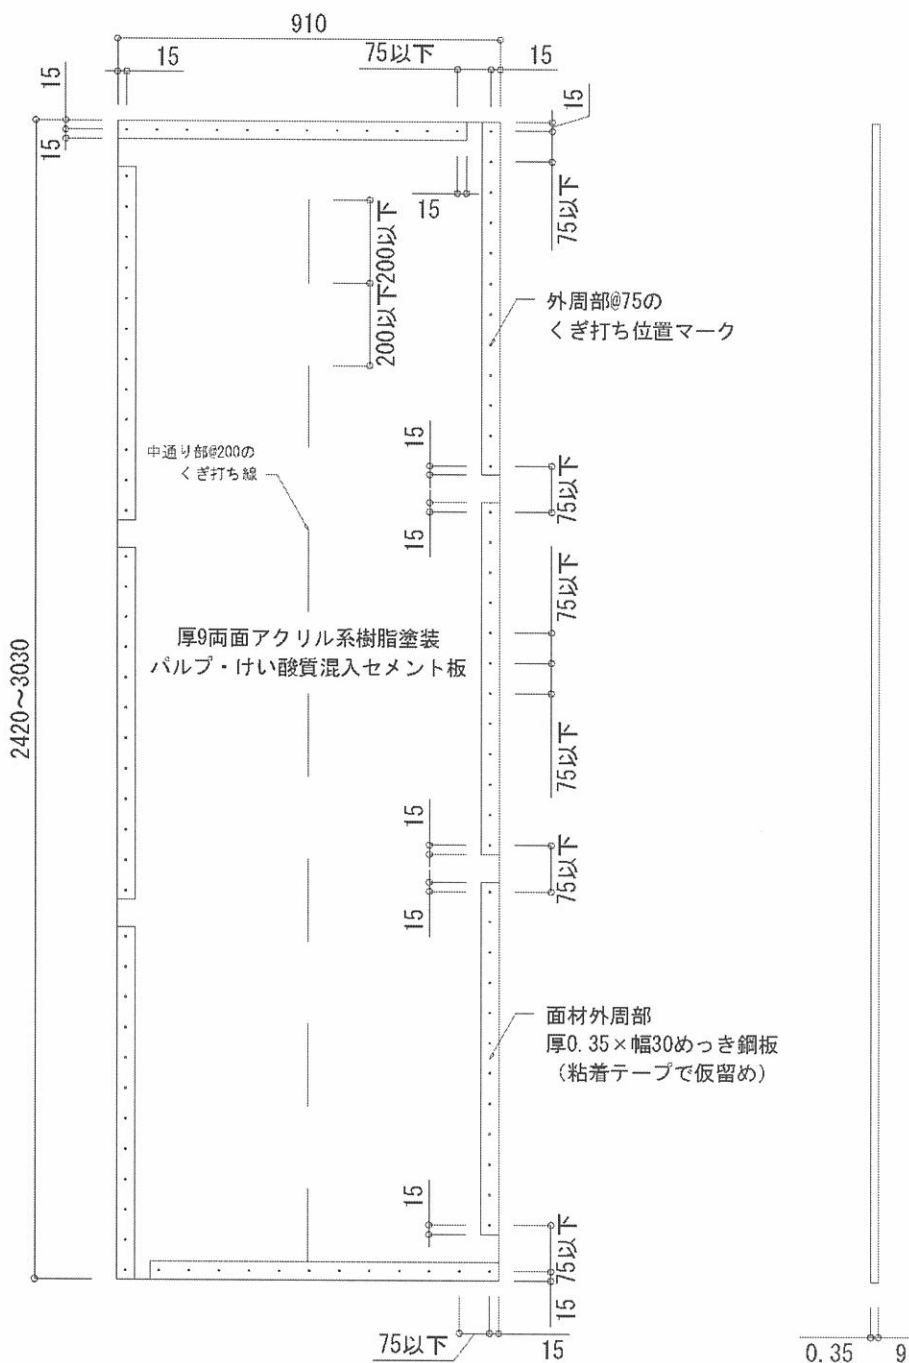 910
15
75以下
15
15
15
15
15
75以下
200以下
200以下
外周部@75の
くぎ打ち位置マーク
15
中通り部@200の
くぎ打ち線
75以下
15
75以下
厚9両面アクリル系樹脂塗装
パルプ・けい酸質混入セメント板
2420～3030
75以下
15
75以下
15
面材外周部
厚0.35×幅30めっき鋼板
(粘着テープで仮留め)
15
75以下
15
75以下
15
0.35
9